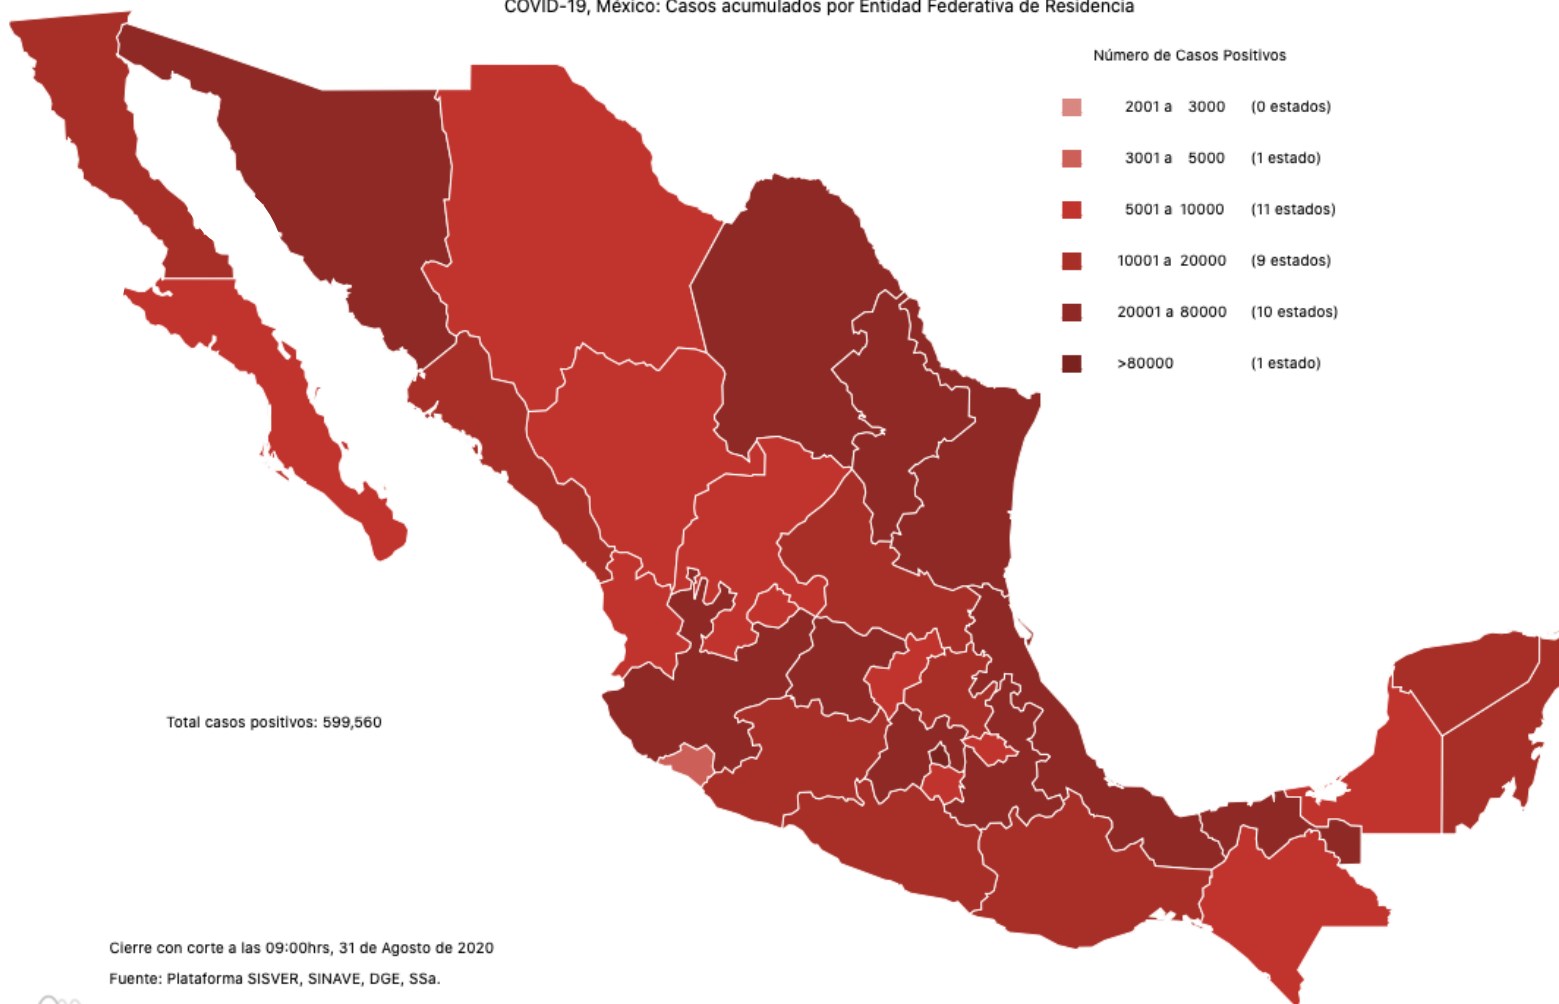 COVID-19, México: Casos acumulados por Entidad Federativa de Residencia
Número de Casos Positivos
2001 a 3000 (0 estados)
3001 a 5000 (1 estado)
5001 a 10000 (11 estados)
10001 a 20000 (9 estados)
20001 a 80000 (10 estados)
>80000 (1 estado)
Total casos positivos: 599,560
Cierre con corte a las 09:00hrs, 31 de Agosto de 2020
Fuente: Plataforma SISVER, SINAVE, DGE, SSa.